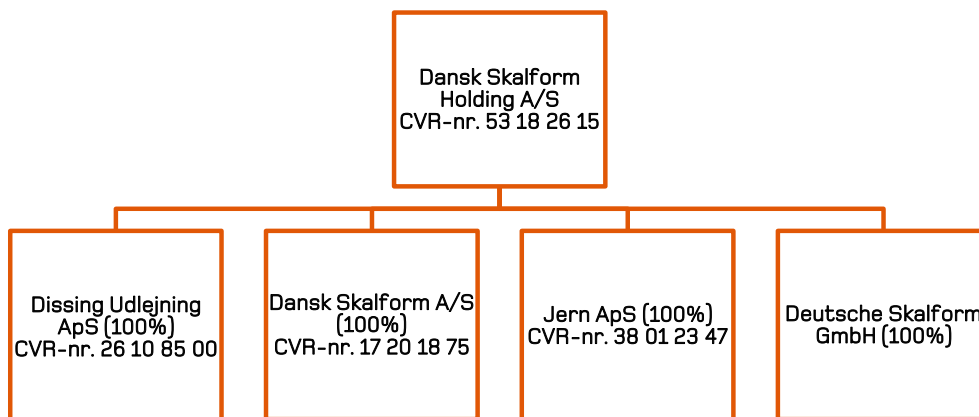 Dansk Skalform
Holding A/S
CVR-nr. 53 18 26 15
Dissing Udlejning
ApS (100%)
CVR-nr. 26 10 85 00
Dansk Skalform A/S
(100%)
CVR-nr. 17 20 18 75
Jern ApS (100%)
CVR-nr. 38 01 23 47
Deutsche Skalform
GmbH (100%)